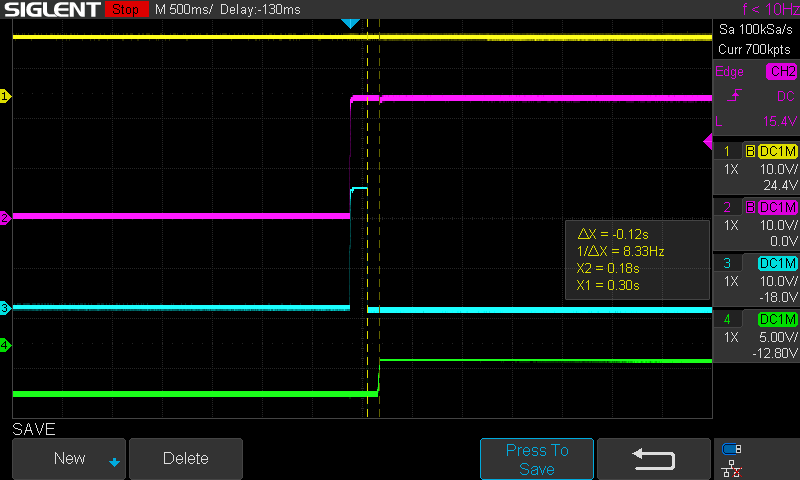 SIGLENT Stop M 500ms/ Delay:-130ms f < 10Hz
Sa 100kSa/s
Curr 700kpts
Edge CH2
DC
L 15.4V
1 B DC1M
1X 10.0V/
24.4V
2 B DC1M
1X 10.0V/
0.0V
3 DC1M
1X 10.0V/
-18.0V
4 DC1M
1X 5.00V/
-12.80V
1
2
3
4
ΔX = -0.12s
1/ΔX = 8.33Hz
X2 = 0.18s
X1 = 0.30s
SAVE
New
Delete
Press To
Save